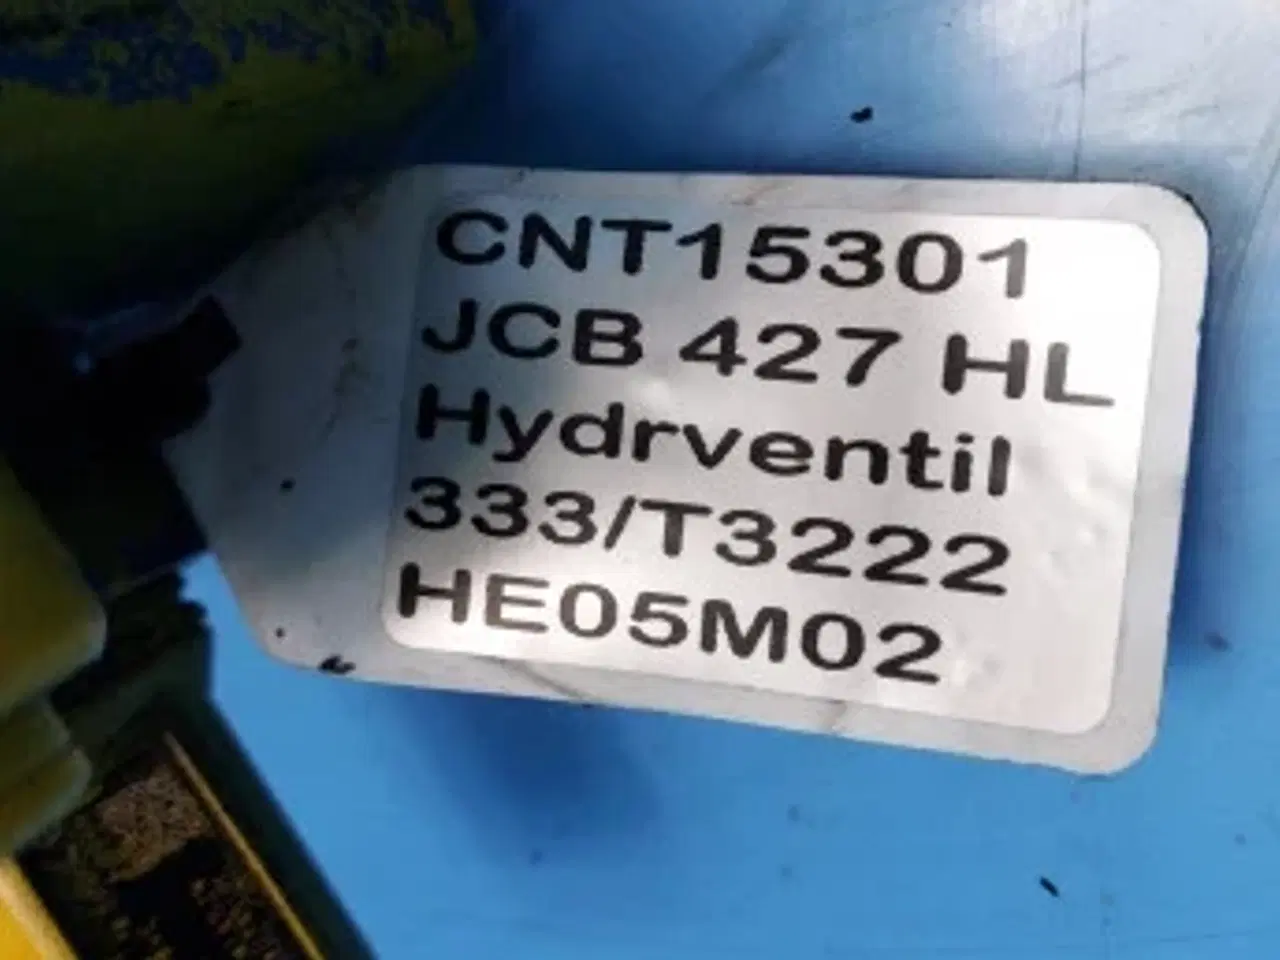 CNT15301
JCB 427 HL
Hydrventil
333/T3222
HE05M02